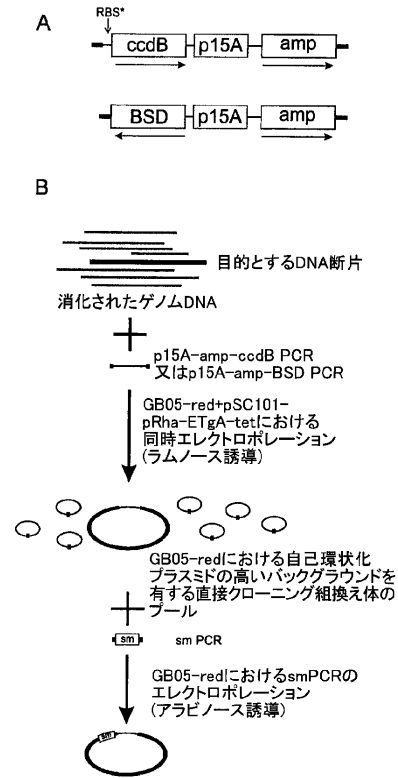 A
RBS*
ccdB p15A amp
BSD p15A amp
B
目的とするDNA断片
消化されたゲノムDNA
p15A-amp-ccdB PCR
又はp15A-amp-BSD PCR
GB05-red+pSC101-
pRha-ETgA-tetにおける
同時エレクトロポレーション
(ラムノース誘導)
GB05-redにおける自己環状化
プラスミドの高いバックグラウンドを
有する直接クローニング組換え体の
プール
sm sm PCR
GB05-redにおけるsmPCRの
エレクトロポレーション
(アラビノース誘導)
sm